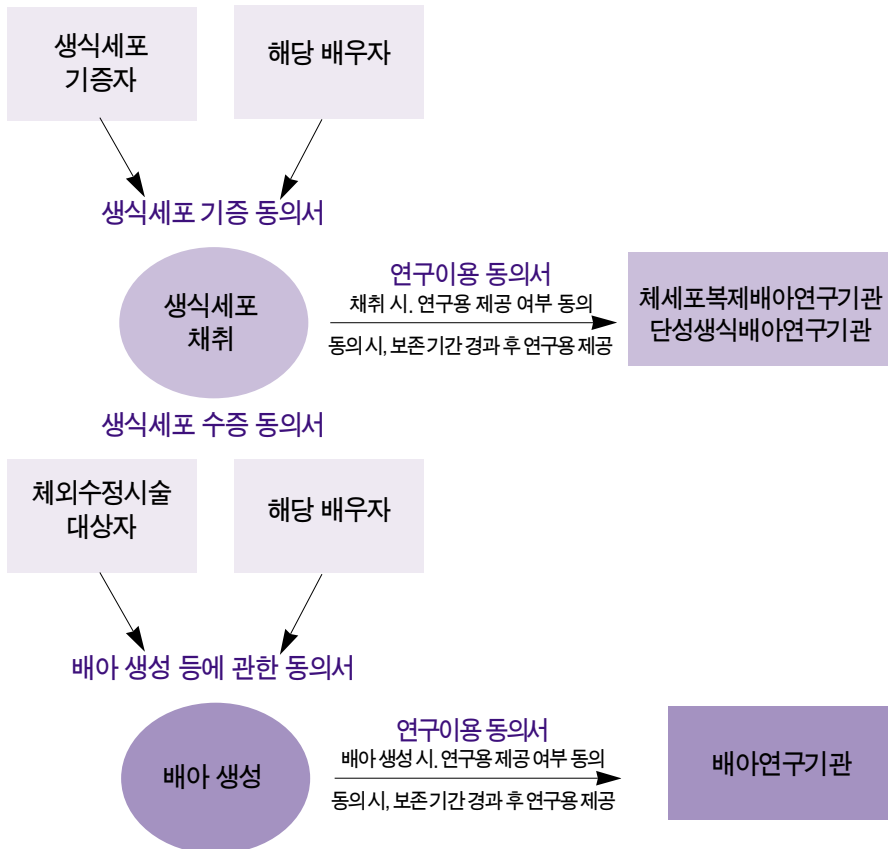 생식세포
기증자
해당 배우자
생식세포 기증 동의서
생식세포
채취
연구이용 동의서
채취 시. 연구용 제공 여부 동의
동의 시, 보존 기간 경과 후 연구용 제공
체세포복제배아연구기관
단성생식배아연구기관
생식세포 수증 동의서
체외수정시술
대상자
해당 배우자
배아 생성 등에 관한 동의서
배아 생성
연구이용 동의서
배아 생성 시. 연구용 제공 여부 동의
동의 시, 보존 기간 경과 후 연구용 제공
배아연구기관